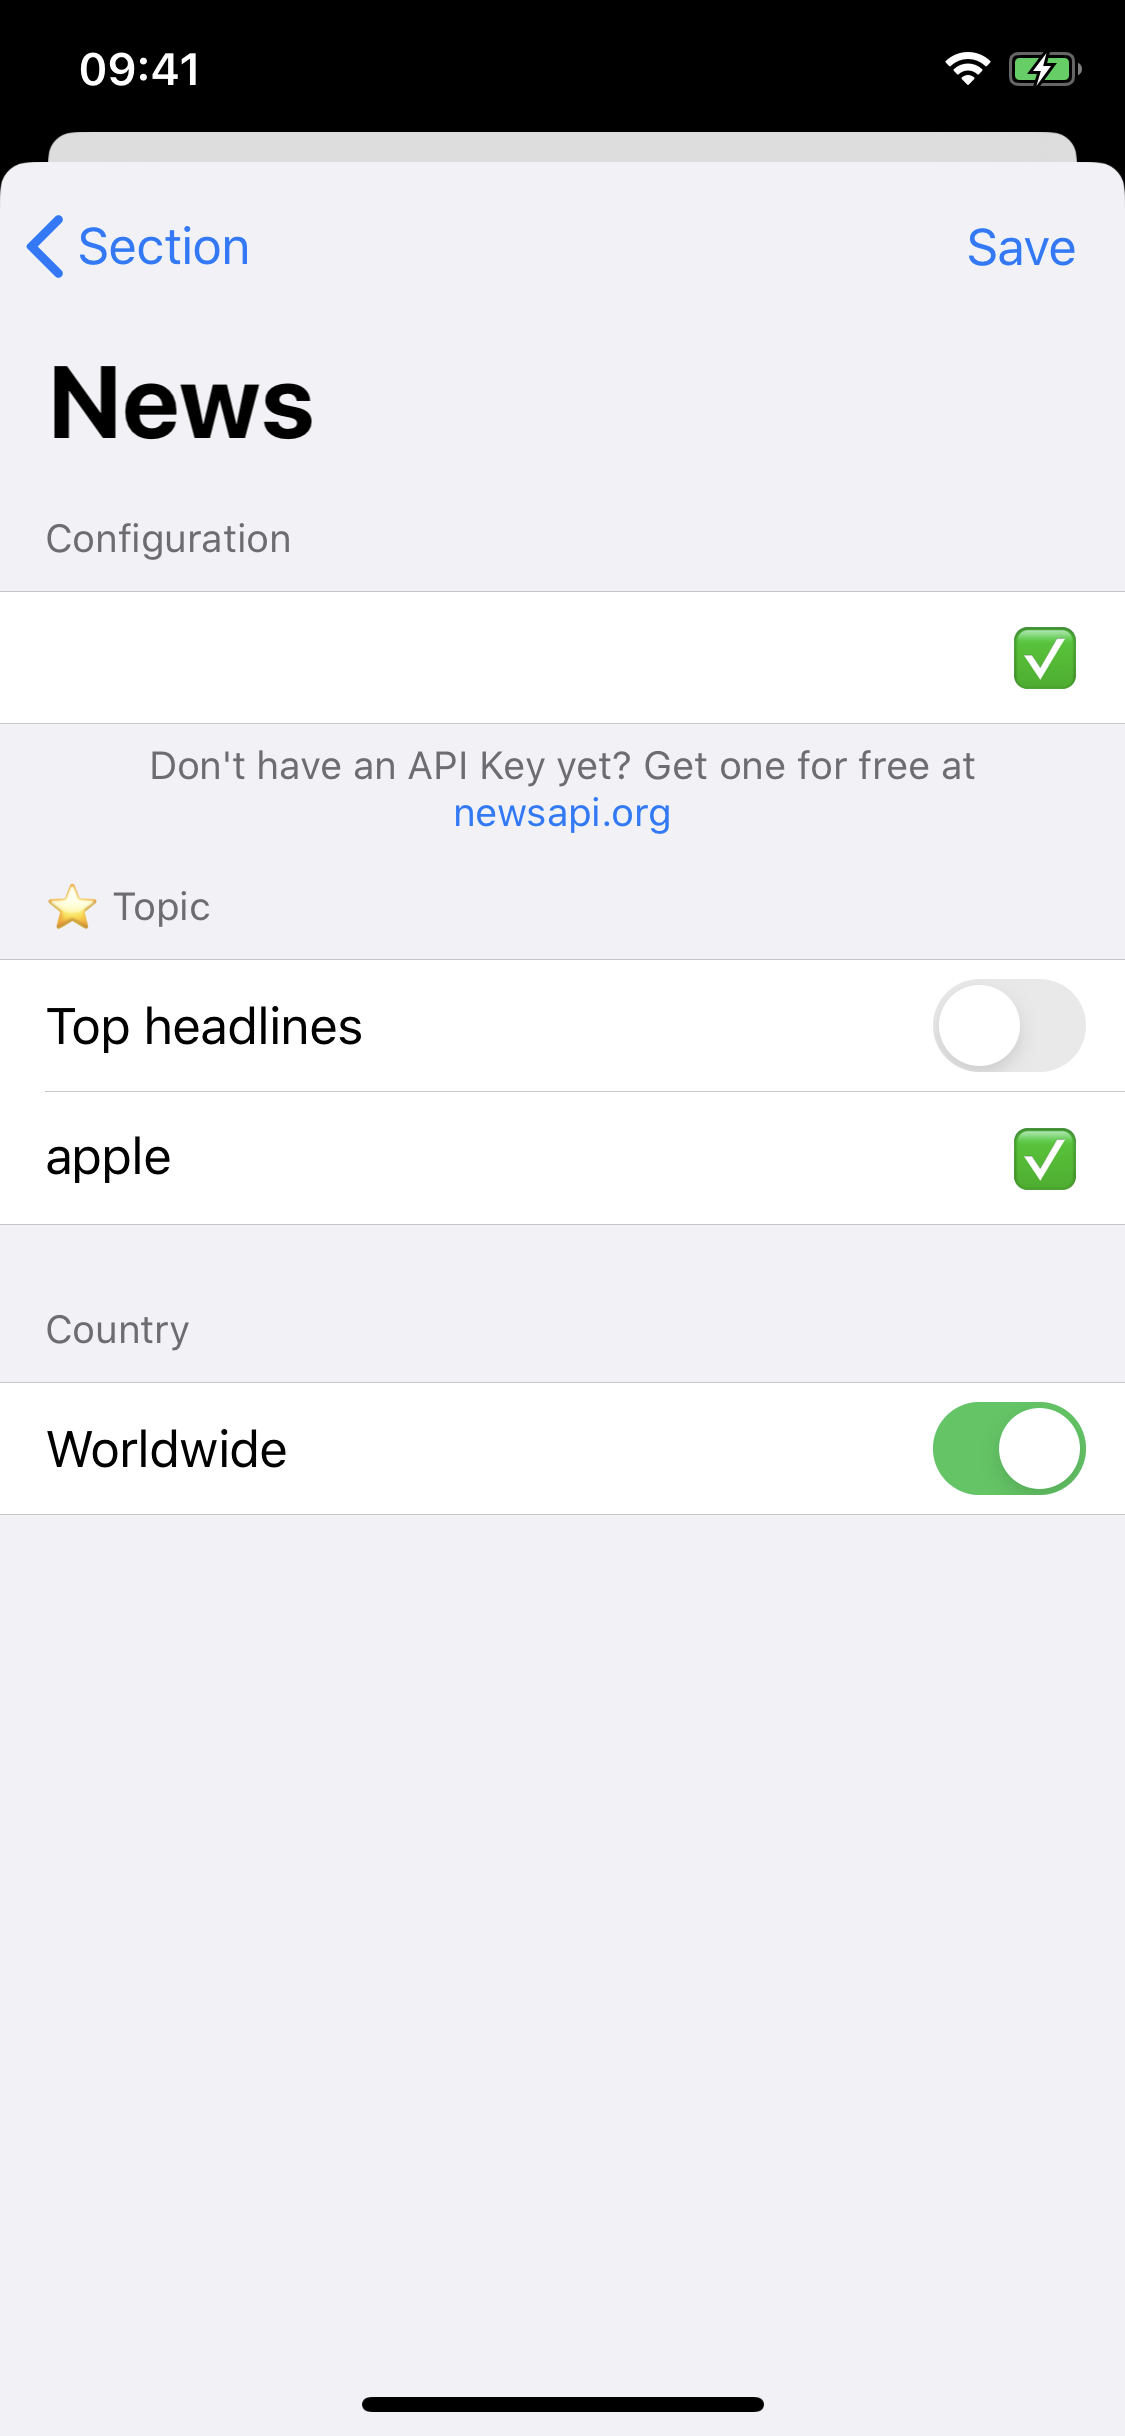 09:41
Section
Save
News
Configuration
Don't have an API Key yet? Get one for free at
newsapi.org
Topic
Top headlines
apple
Country
Worldwide